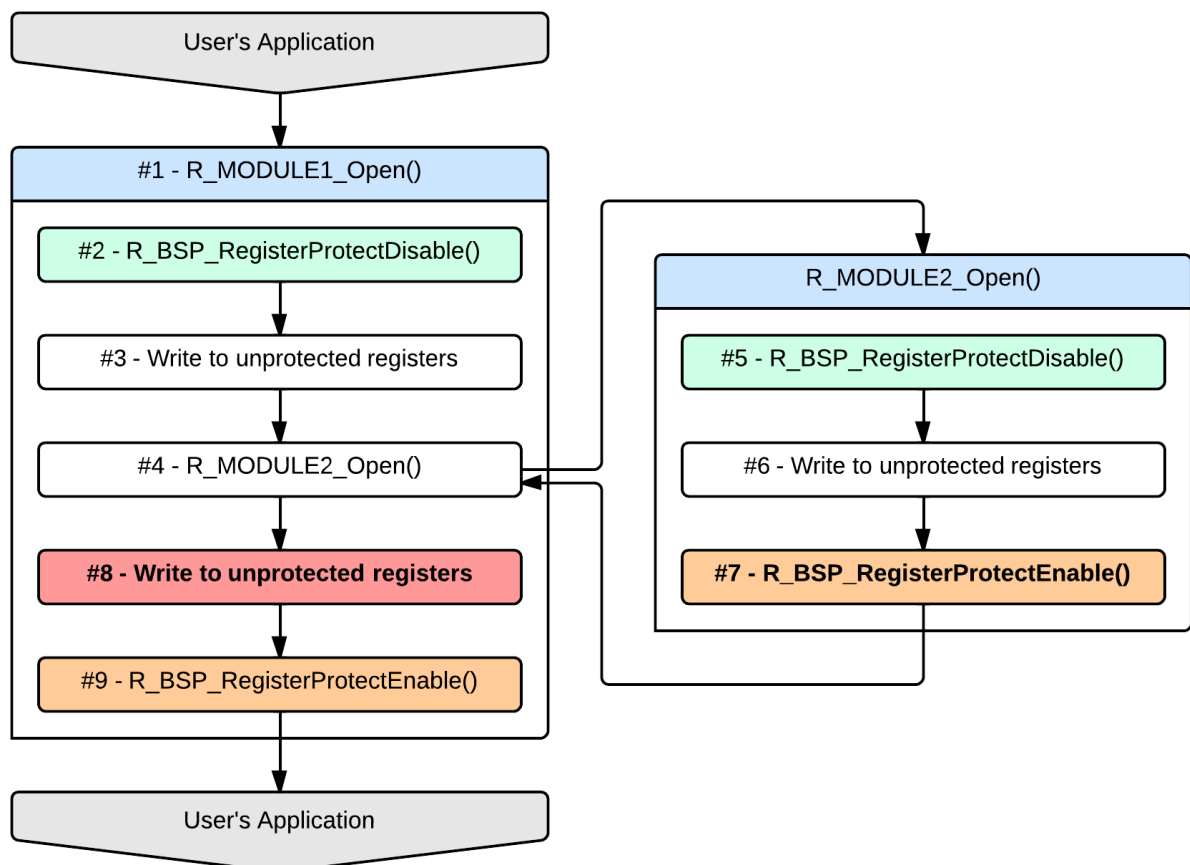 User's Application
#1 - R_MODULE1_Open()
#2 - R_BSP_RegisterProtectDisable()
#3 - Write to unprotected registers
#4 - R_MODULE2_Open()
R_MODULE2_Open()
#5 - R_BSP_RegisterProtectDisable()
#6 - Write to unprotected registers
#7 - R_BSP_RegisterProtectEnable()
#8 - Write to unprotected registers
#9 - R_BSP_RegisterProtectEnable()
User's Application